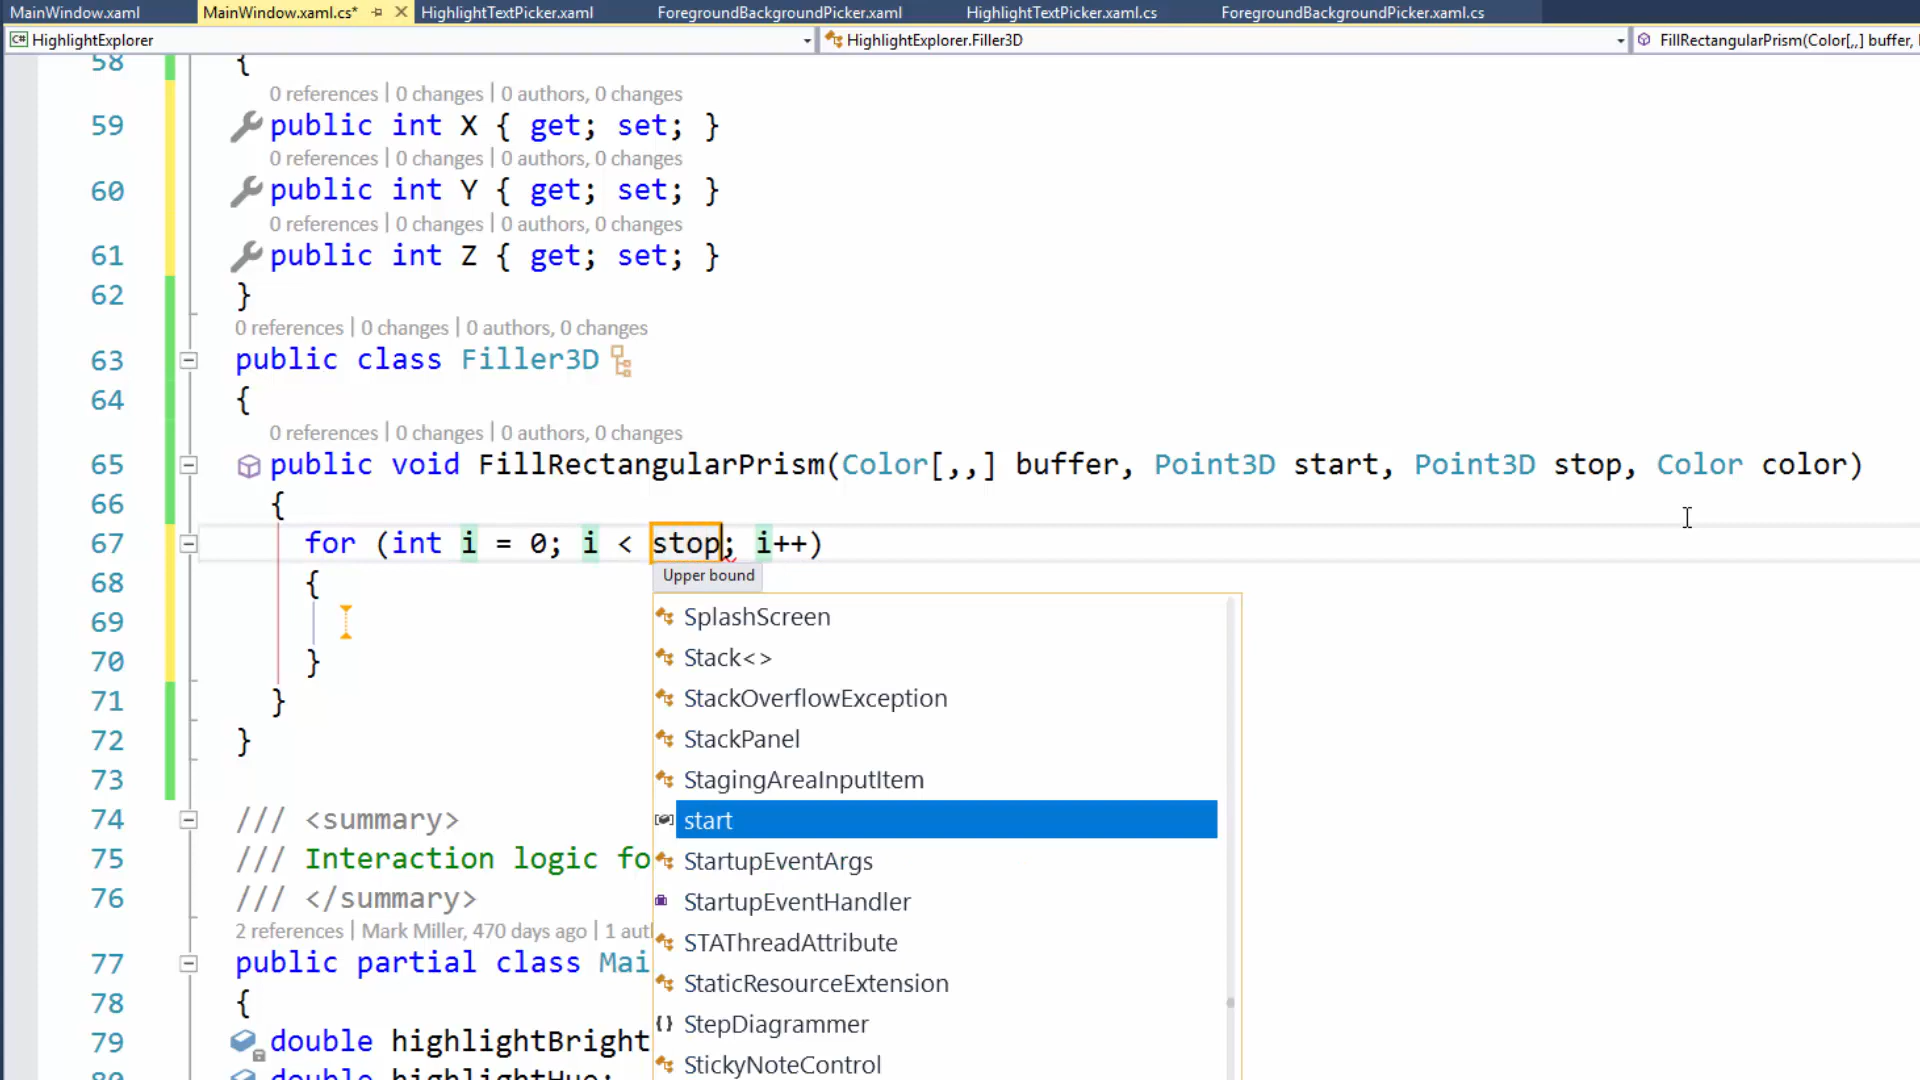 MainWindow.xaml MainWindow.xaml.cs* HighlightTextPicker.xaml ForegroundBackgroundPicker.xaml HighlightTextPicker.xaml.cs ForegroundBackgroundPicker.xaml.cs
C# HighlightExplorer HighlightExplorer.Filler3D FillRectangularPrism(Color[,,] buffer,
58 {
0 references | 0 changes | 0 authors, 0 changes
59 public int X { get; set; }
0 references | 0 changes | 0 authors, 0 changes
60 public int Y { get; set; }
0 references | 0 changes | 0 authors, 0 changes
61 public int Z { get; set; }
62 }
0 references | 0 changes | 0 authors, 0 changes
63 public class Filler3D
64 {
0 references | 0 changes | 0 authors, 0 changes
65 public void FillRectangularPrism(Color[,,] buffer, Point3D start, Point3D stop, Color color)
66 {
67 for (int i = 0; i < stop; i++)
Upper bound
68 {
69
70 }
71 }
72 }
73
SplashScreen
Stack<>
StackOverflowException
StackPanel
StagingAreaInputItem
start
StartupEventArgs
StartupEventHandler
STAThreadAttribute
StaticResourceExtension
{} StepDiagrammer
StickyNoteControl
74 /// <summary>
75 /// Interaction logic fo
76 /// </summary>
2 references | Mark Miller, 470 days ago | 1 aut
77 public partial class Mai
78 {
79 double highlightBright
80 double highlightHue;